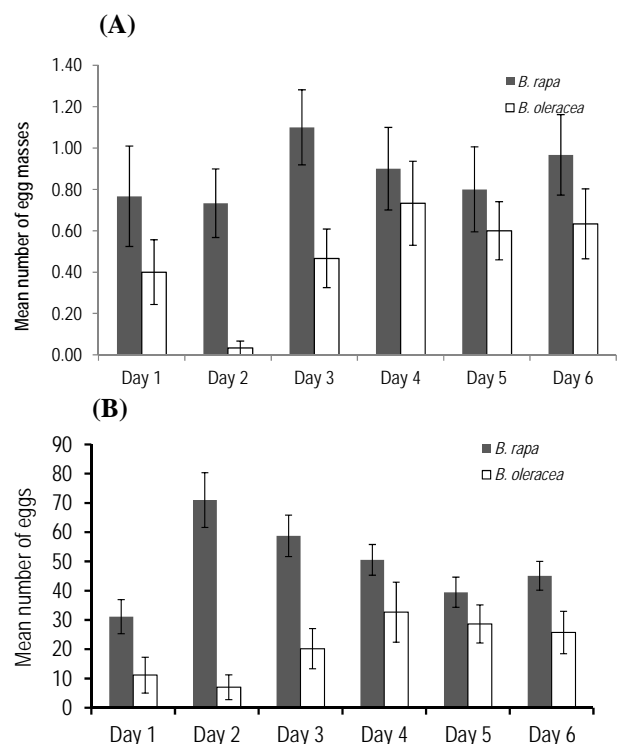 (A)
1.40
1.20
1.00
0.80
0.60
0.40
0.20
0.00
Mean number of egg masses
B. rapa
B. oleracea
Day 1 Day 2 Day 3 Day 4 Day 5 Day 6
(B)
90
80
70
60
50
40
30
20
10
0
Mean number of eggs
B. rapa
B. oleracea
Day 1 Day 2 Day 3 Day 4 Day 5 Day 6